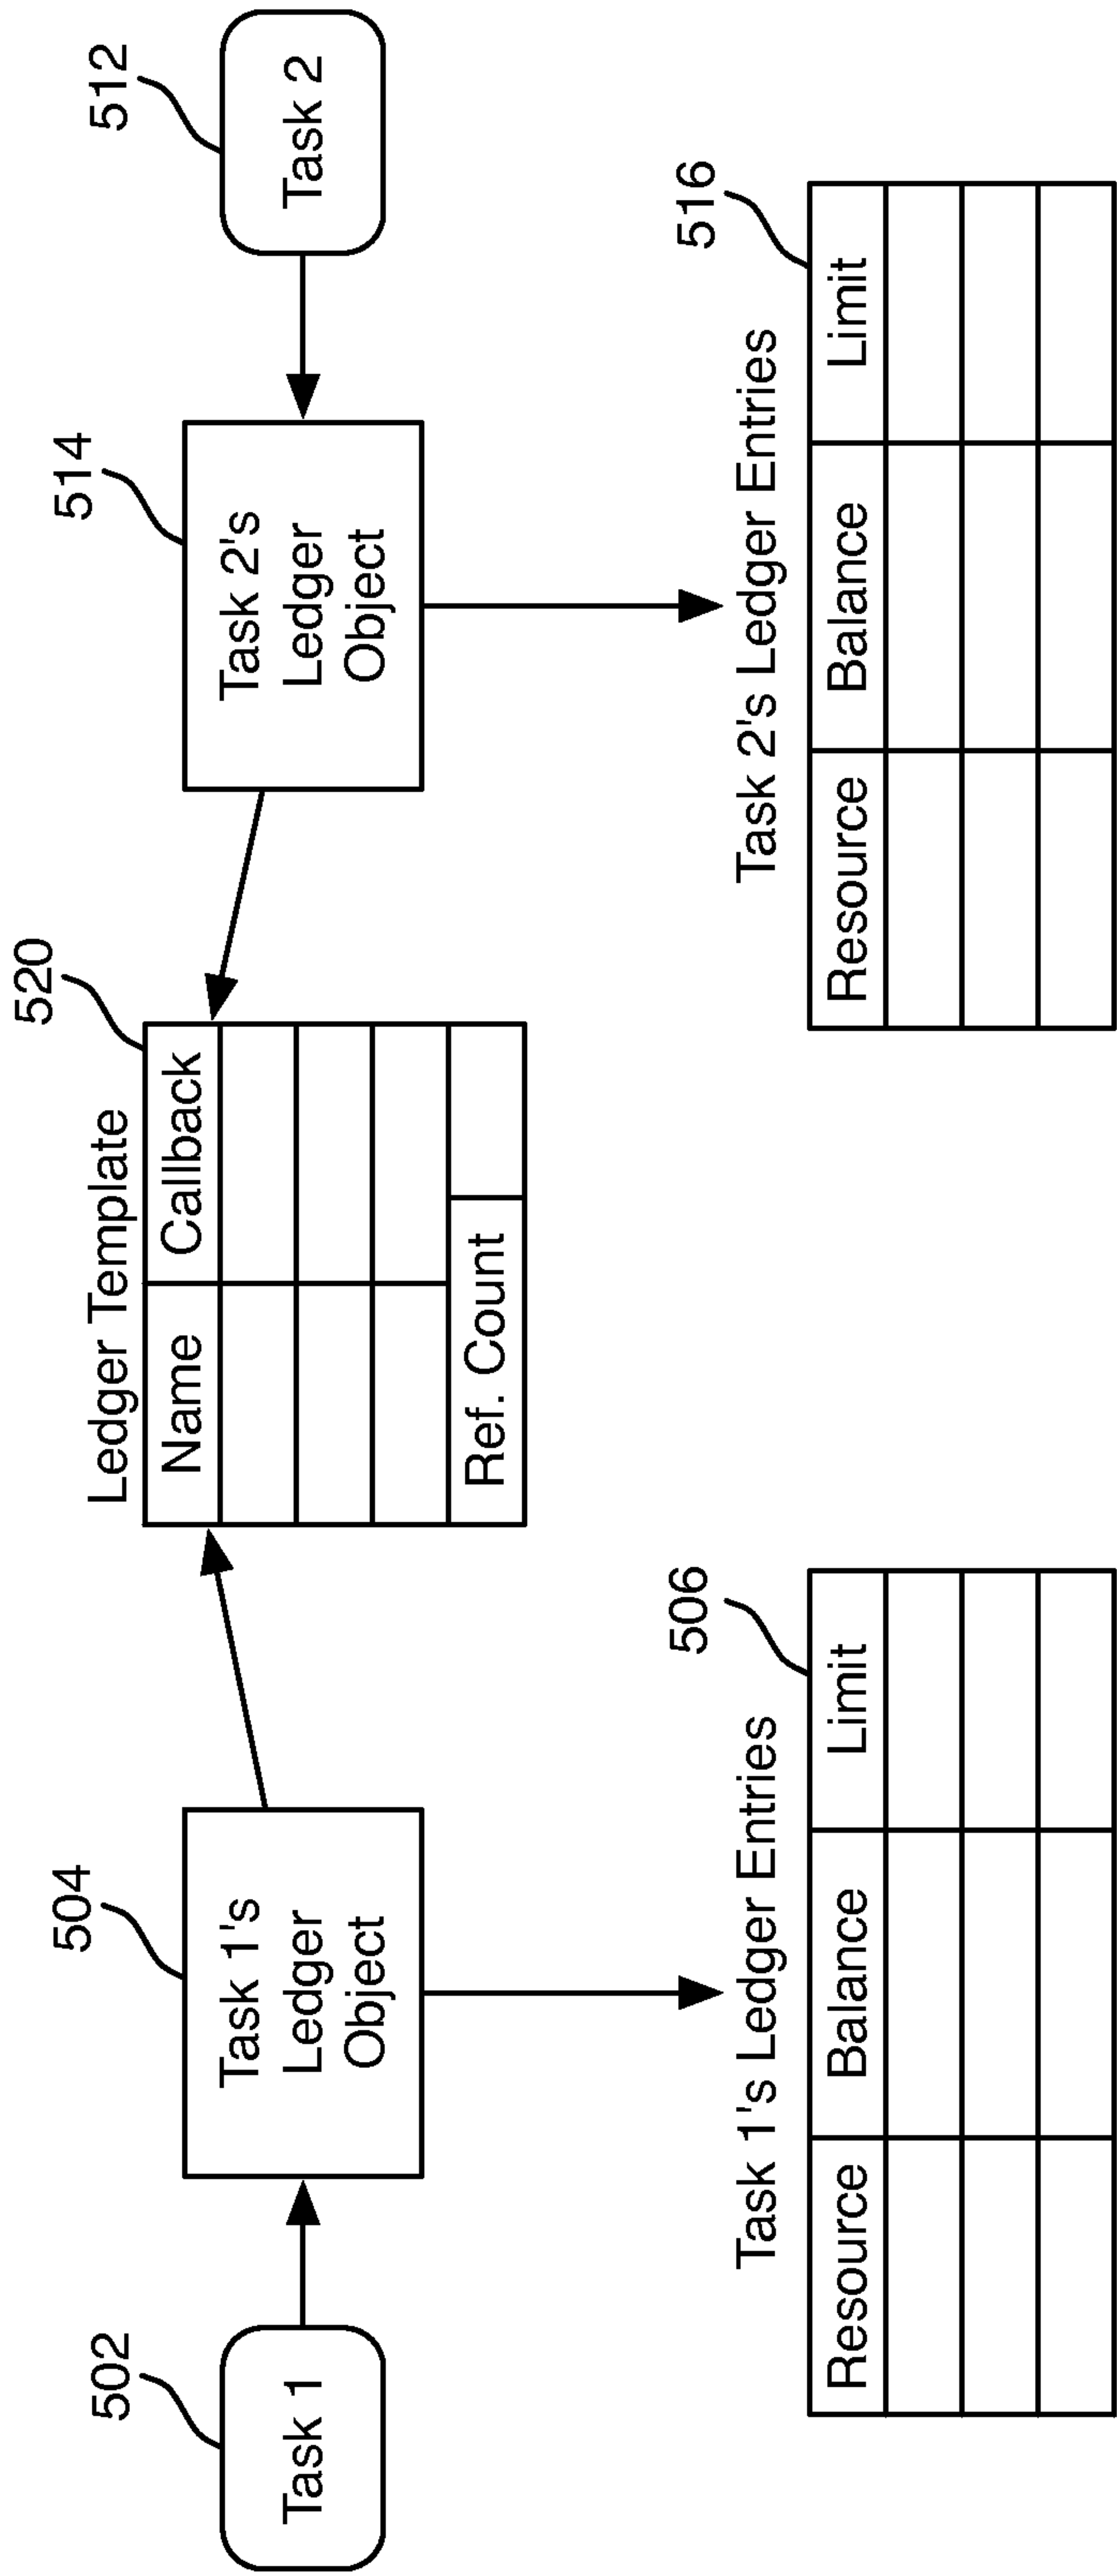 520
Ledger Template
Name Callback
Ref. Count
502
Task 1
504
Task 1's
Ledger
Object
514
Task 2's
Ledger
Object
512
Task 2
506
Task 1's Ledger Entries
Resource Balance Limit
516
Task 2's Ledger Entries
Resource Balance Limit